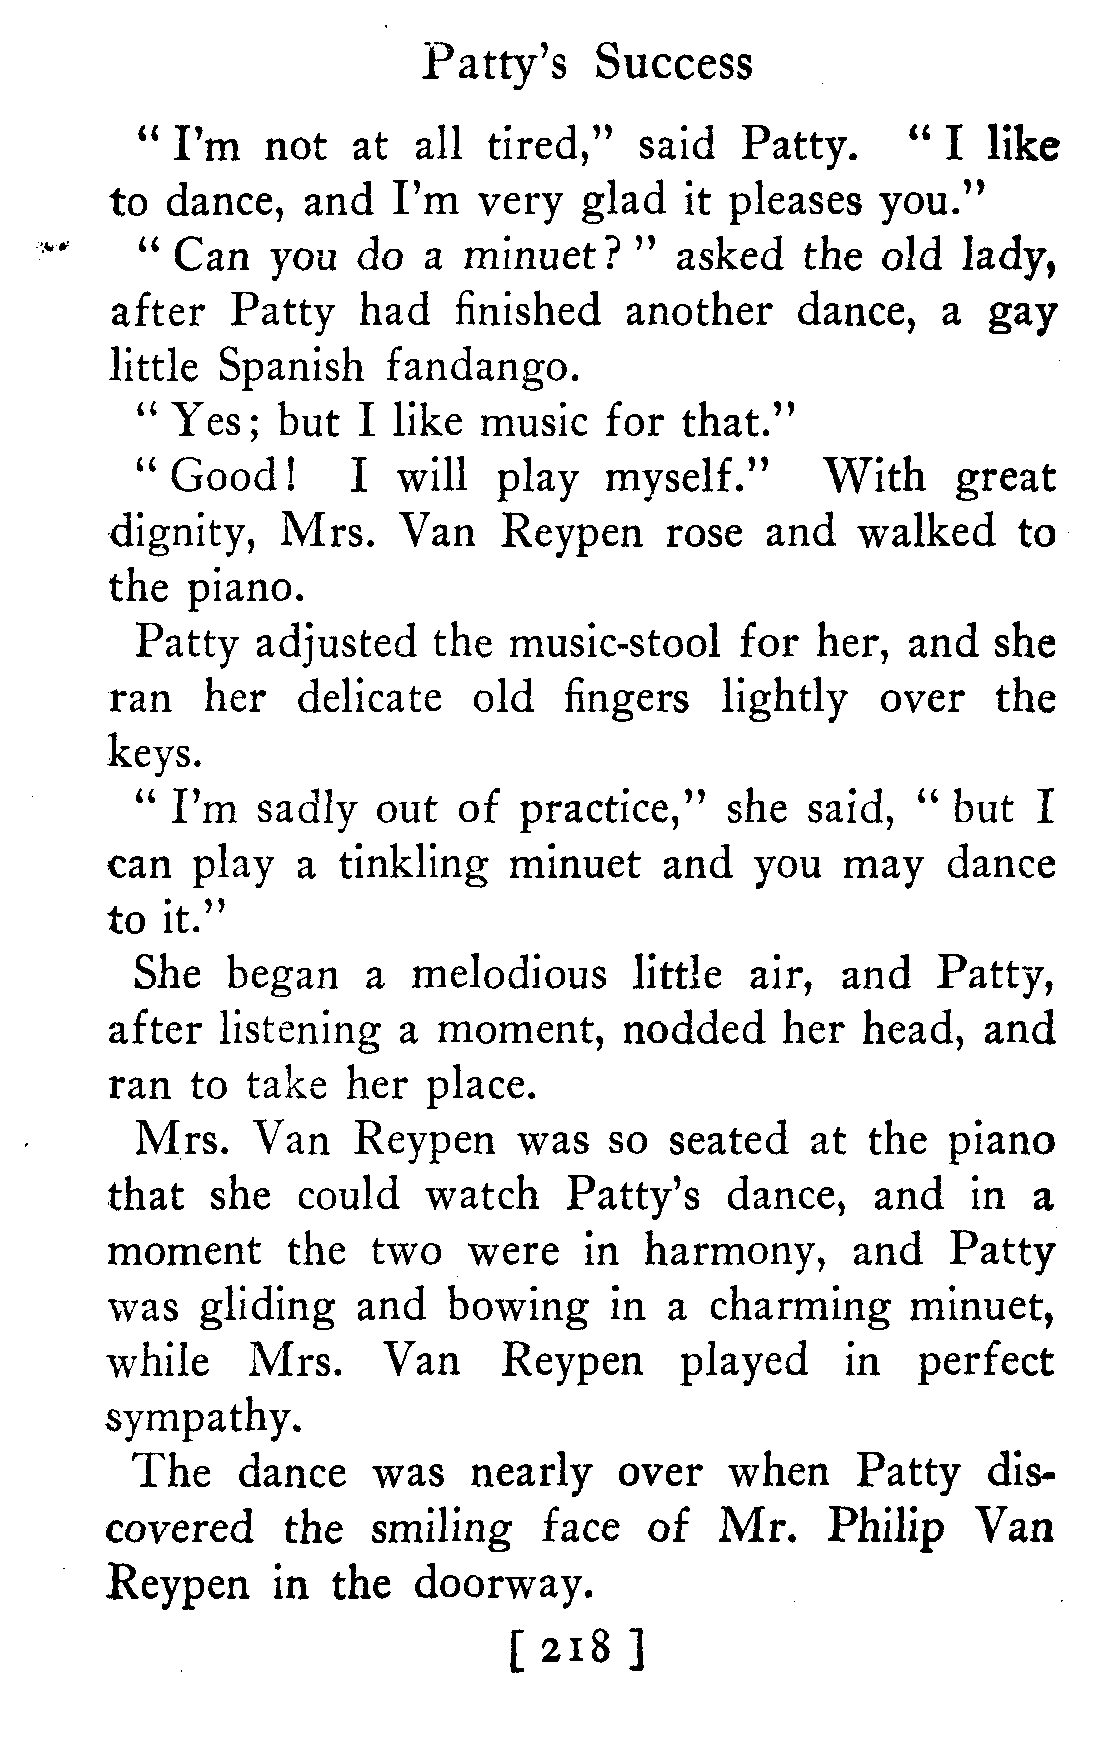 Patty's Success
" I'm not at all tired," said Patty. " I like
to dance, and I'm very glad it pleases you."
" Can you do a minuet? " asked the old lady,
after Patty had finished another dance, a gay
little Spanish fandango.
" Yes; but I like music for that."
" Good! I will play myself." With great
dignity, Mrs. Van Reypen rose and walked to
the piano.
Patty adjusted the music-stool for her, and she
ran her delicate old fingers lightly over the
keys.
" I'm sadly out of practice," she said, " but I
can play a tinkling minuet and you may dance
to it."
She began a melodious little air, and Patty,
after listening a moment, nodded her head, and
ran to take her place.
Mrs. Van Reypen was so seated at the piano
that she could watch Patty's dance, and in a
moment the two were in harmony, and Patty
was gliding and bowing in a charming minuet,
while Mrs. Van Reypen played in perfect
sympathy.
The dance was nearly over when Patty dis-
covered the smiling face of Mr. Philip Van
Reypen in the doorway.
[ 218 ]